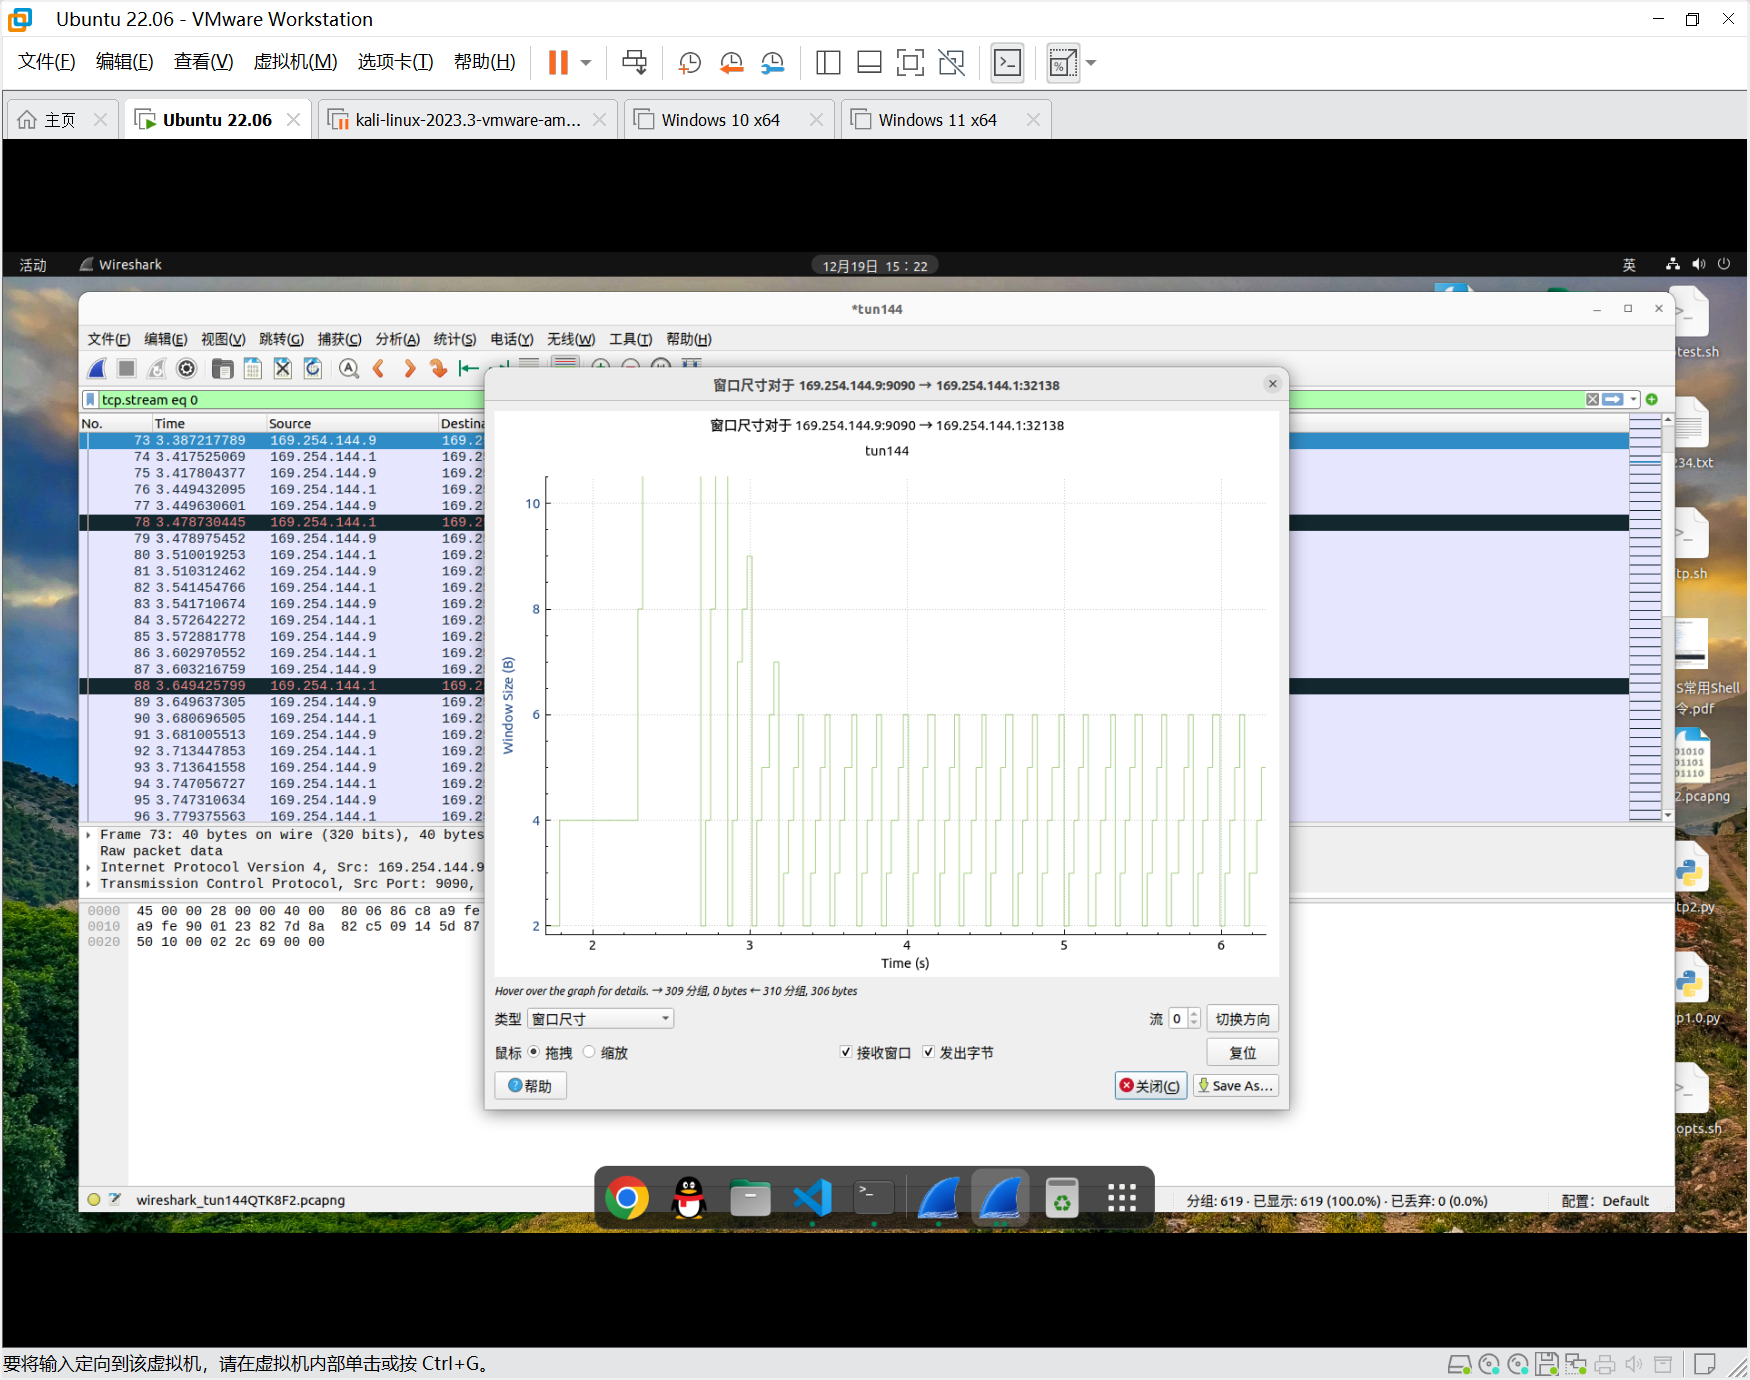 Ubuntu 22.06 - VMware Workstation
文件(F) 编辑(E) 查看(V) 虚拟机(M) 选项卡(T) 帮助(H)
主页 Ubuntu 22.06 kali-linux-2023.3-vmware-am... Windows 10 x64 Windows 11 x64
活动 Wireshark 12月19日 15：22 英
*tun144
文件(F) 编辑(E) 视图(V) 跳转(G) 捕获(C) 分析(A) 统计(S) 电话(Y) 无线(W) 工具(T) 帮助(H)
tcp.stream eq 0
No. Time Source Destina
73 3.387217789 169.254.144.9 169.2
74 3.417525069 169.254.144.1 169.2
75 3.417804377 169.254.144.9 169.2
76 3.449432095 169.254.144.1 169.2
77 3.449630601 169.254.144.9 169.2
78 3.478730445 169.254.144.1 169.2
79 3.478975452 169.254.144.9 169.2
80 3.510019253 169.254.144.1 169.2
81 3.510312462 169.254.144.9 169.2
82 3.541454766 169.254.144.1 169.2
83 3.541710674 169.254.144.9 169.2
84 3.572642272 169.254.144.1 169.2
85 3.572881778 169.254.144.9 169.2
86 3.602970552 169.254.144.1 169.2
87 3.603216759 169.254.144.9 169.2
88 3.649425799 169.254.144.1 169.2
89 3.649637305 169.254.144.9 169.2
90 3.680696505 169.254.144.1 169.2
91 3.681005513 169.254.144.9 169.2
92 3.713447853 169.254.144.1 169.2
93 3.713641558 169.254.144.9 169.2
94 3.747056727 169.254.144.1 169.2
95 3.747310634 169.254.144.9 169.2
96 3.779375563 169.254.144.1 169.2
Frame 73: 40 bytes on wire (320 bits), 40 bytes
Raw packet data
Internet Protocol Version 4, Src: 169.254.144.9
Transmission Control Protocol, Src Port: 9090,
0000 45 00 00 28 00 00 40 00 80 06 86 c8 a9 fe
0010 a9 fe 90 01 23 82 7d 8a 82 c5 09 14 5d 87
0020 50 10 00 02 2c 69 00 00
窗口尺寸对于 169.254.144.9:9090 → 169.254.144.1:32138
窗口尺寸对于 169.254.144.9:9090 → 169.254.144.1:32138
tun144
Window Size (B)
10
8
6
4
2
2 3 4 5 6
Time (s)
Hover over the graph for details. → 309 分组, 0 bytes ← 310 分组, 306 bytes
类型 窗口尺寸 流 0 切换方向
鼠标 拖拽 缩放 接收窗口 发出字节 复位
帮助 关闭(C) Save As...
test.sh
234.txt
tp.sh
S常用Shell
令.pdf
01010
01101
01110
2.pcapng
tp2.py
p1.0.py
opts.sh
wireshark_tun144QTK8F2.pcapng 分组: 619 · 已显示: 619 (100.0%) · 已丢弃: 0 (0.0%) 配置：Default
要将输入定向到该虚拟机，请在虚拟机内部单击或按 Ctrl+G。